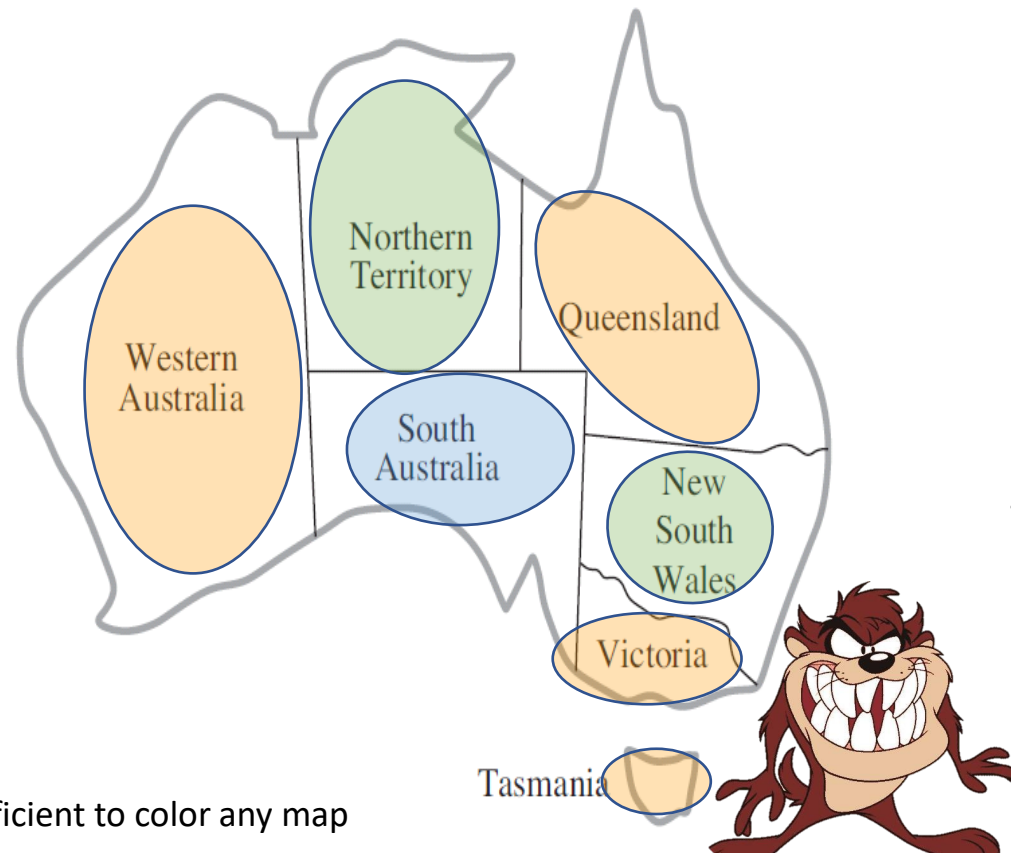 Northern
Territory
Queensland
Western
Australia
South
Australia
New
South
Wales
Victoria
Tasmania
ficient to color any map